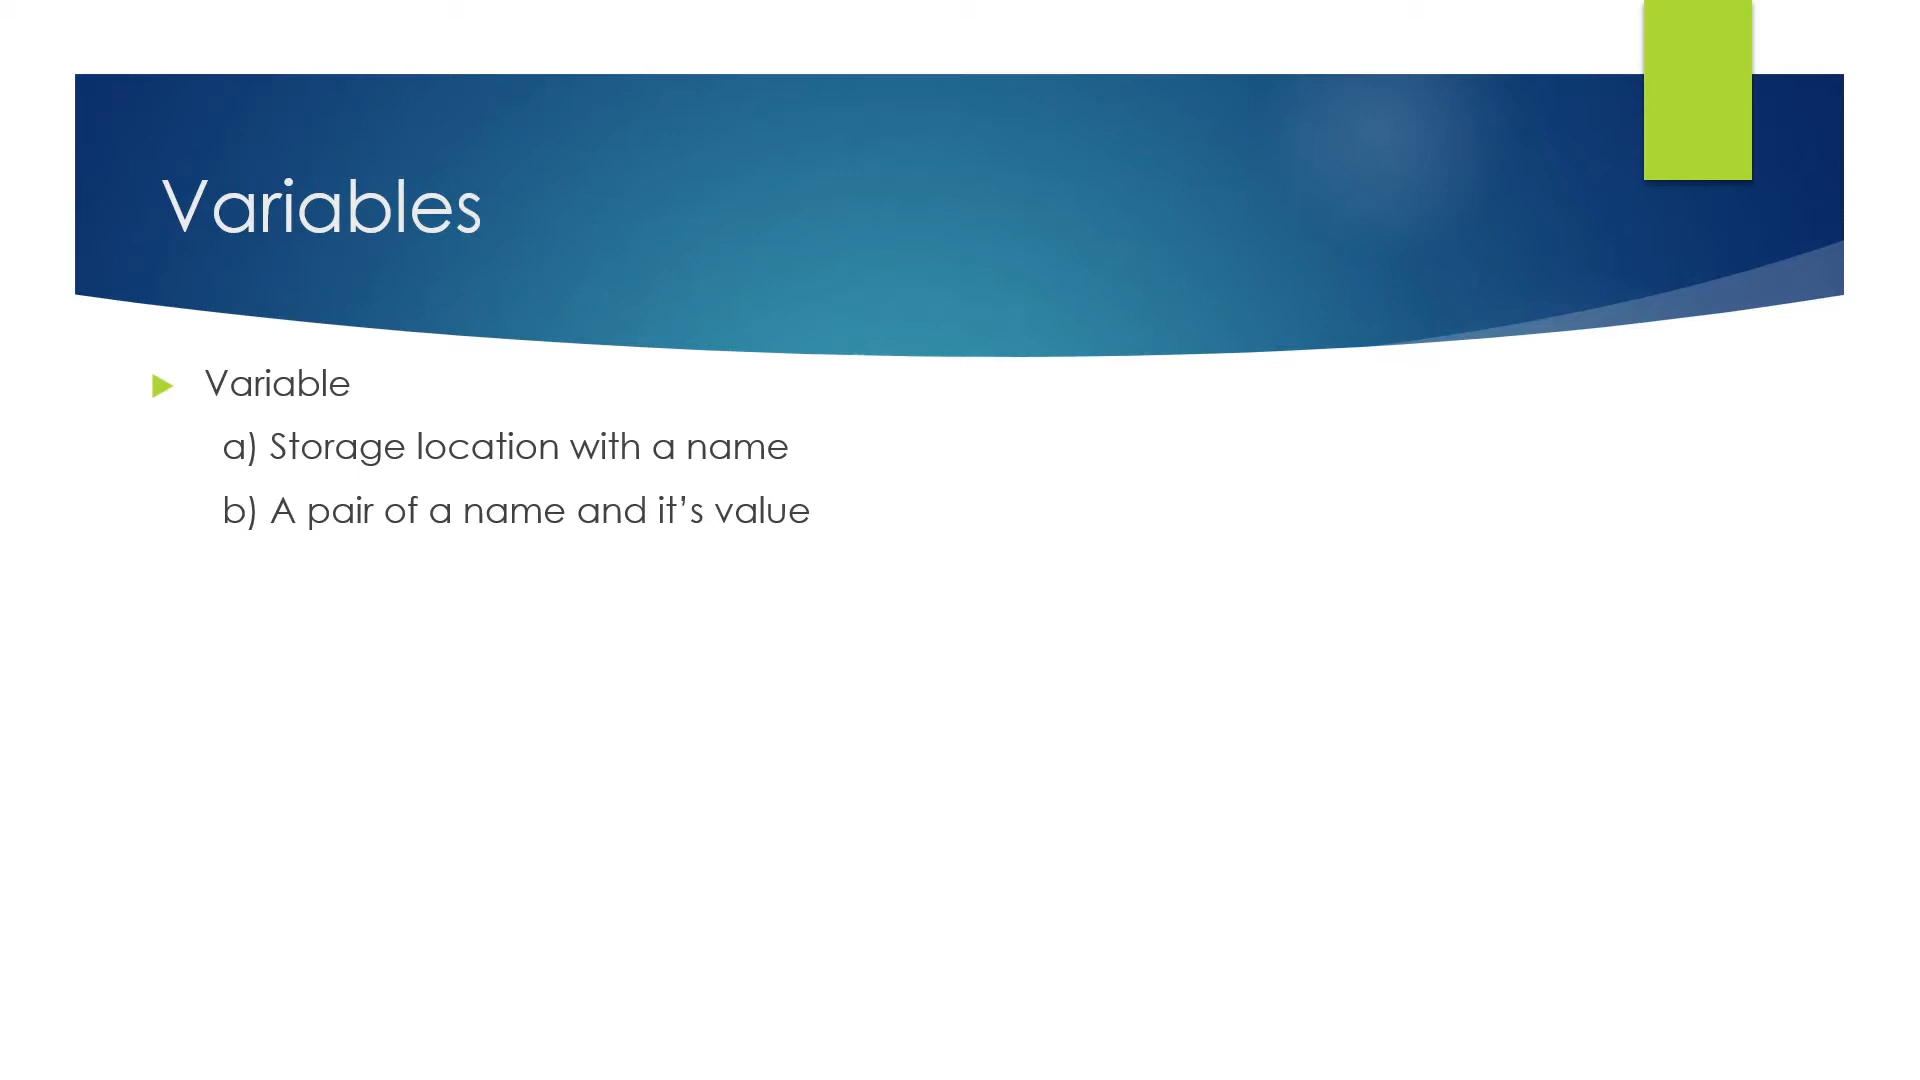 Variables
Variable
a) Storage location with a name
b) A pair of a name and it’s value